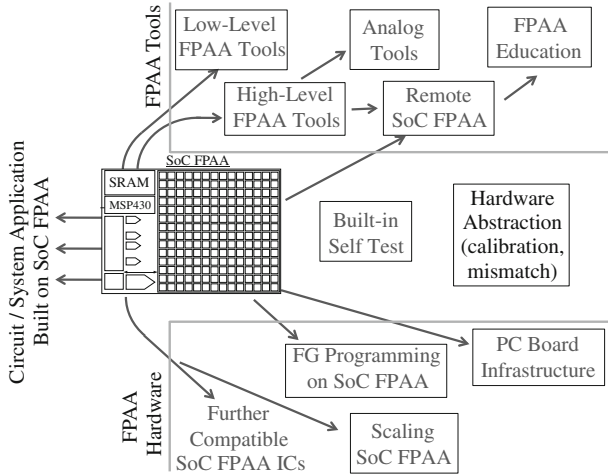 FPAA Tools
Low-Level
FPAA Tools
Analog
Tools
FPAA
Education
High-Level
FPAA Tools
Remote
SoC FPAA
SoC FPAA
SRAM
MSP430
Circuit / System Application
Built on SoC FPAA
Built-in
Self Test
Hardware
Abstraction
(calibration,
mismatch)
FPAA
Hardware
FG Programming
on SoC FPAA
PC Board
Infrastructure
Further
Compatible
SoC FPAA ICs
Scaling
SoC FPAA